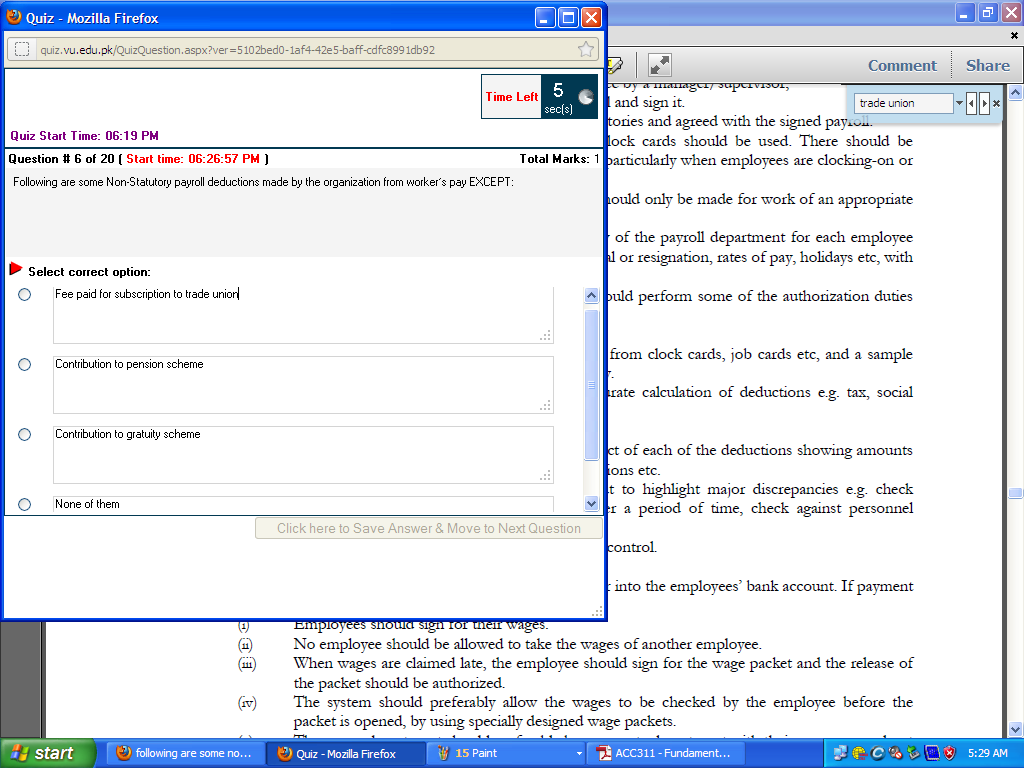 Quiz - Mozilla Firefox
quiz.vu.edu.pk/QuizQuestion.aspx?ver=5102bed0-1af4-42e5-baff-cdfc8991db92
Time Left 5 sec(s)
Quiz Start Time: 06:19 PM
Question # 6 of 20 ( Start time: 06:26:57 PM ) Total Marks: 1
Following are some Non-Statutory payroll deductions made by the organization from worker's pay EXCEPT:
Select correct option:
Fee paid for subscription to trade union
Contribution to pension scheme
Contribution to gratuity scheme
None of them
Click here to Save Answer & Move to Next Question
Comment Share
trade union
ce by a manager/ supervisor,
l and sign it.
tories and agreed with the signed payroll.
lock cards should be used. There should be
particularly when employees are clocking-on or
ould only be made for work of an appropriate
y of the payroll department for each employee
al or resignation, rates of pay, holidays etc, with
ould perform some of the authorization duties
from clock cards, job cards etc, and a sample
y.
urate calculation of deductions e.g. tax, social
ct of each of the deductions showing amounts
ions etc.
t to highlight major discrepancies e.g. check
r a period of time, check against personnel
control.
r into the employees' bank account. If payment
(i) Employees should sign for their wages.
(ii) No employee should be allowed to take the wages of another employee.
(iii) When wages are claimed late, the employee should sign for the wage packet and the release of
the packet should be authorized.
(iv) The system should preferably allow the wages to be checked by the employee before the
packet is opened, by using specially designed wage packets.
start
following are some no...
Quiz - Mozilla Firefox
15 Paint
ACC311 - Fundament...
5:29 AM